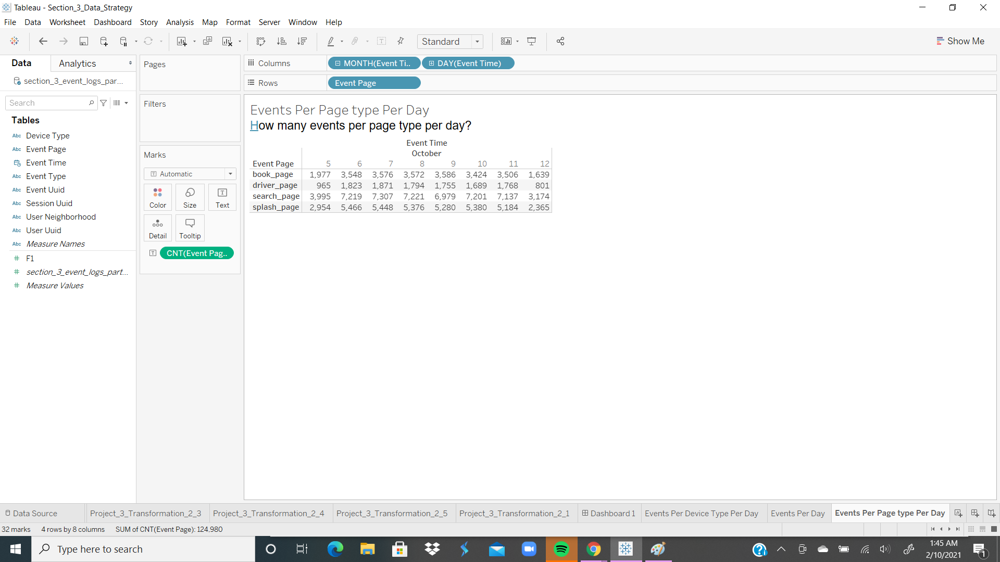 Tableau - Section_3_Data_Strategy
File Data Worksheet Dashboard Story Analysis Map Format Server Window Help
Standard
Show Me
Data Analytics
section_3_event_logs_par...
Search
Tables
Abc Device Type
Abc Event Page
Event Time
Abc Event Type
Abc Event Uuid
Abc Session Uuid
Abc User Neighborhood
Abc User Uuid
Abc Measure Names
# F1
# section_3_event_logs_part...
# Measure Values
Pages
Filters
Marks
T Automatic
Color Size T Text
Detail Tooltip
T CNT(Event Pag..
Columns MONTH(Event Ti.. DAY(Event Time)
Rows Event Page
Events Per Page type Per Day
How many events per page type per day?
Event Time
October
Event Page 5 6 7 8 9 10 11 12
book_page 1,977 3,548 3,576 3,572 3,586 3,424 3,506 1,639
driver_page 965 1,823 1,871 1,794 1,755 1,689 1,768 801
search_page 3,995 7,219 7,307 7,221 6,979 7,201 7,137 3,174
splash_page 2,954 5,466 5,448 5,376 5,280 5,380 5,184 2,365
Data Source Project_3_Transformation_2_3 Project_3_Transformation_2_4 Project_3_Transformation_2_5 Project_3_Transformation_2_1 Dashboard 1 Events Per Device Type Per Day Events Per Day Events Per Page type Per Day
32 marks 4 rows by 8 columns SUM of CNT(Event Page): 124,980
Type here to search
1:45 AM
2/10/2021
1